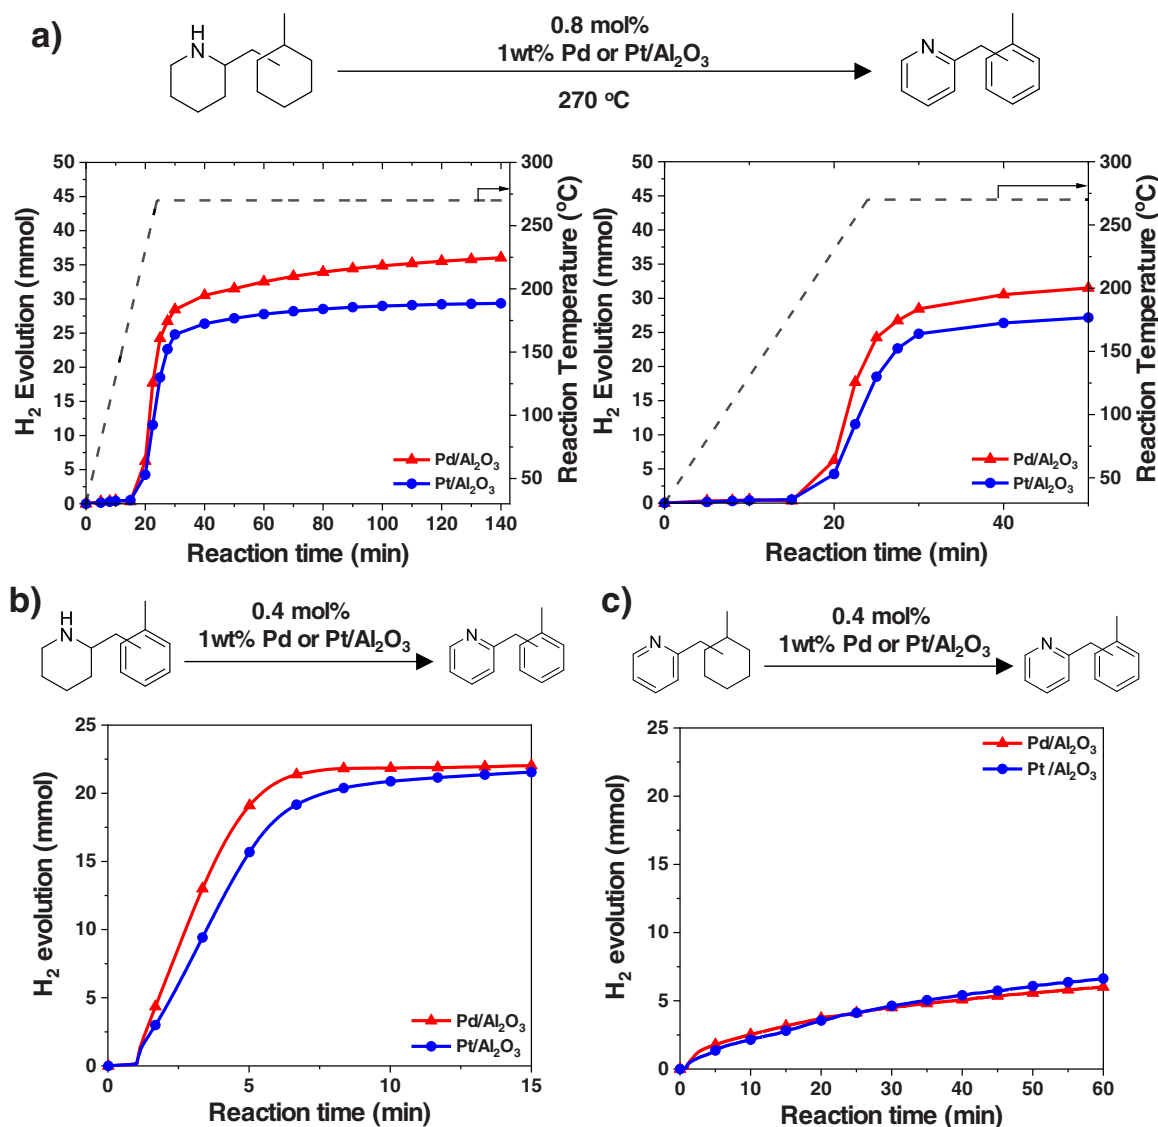 a)
H
N
0.8 mol%
1wt% Pd or Pt/Al₂O₃
270 ᵒC
N
50
45
40
35
30
25
20
15
10
5
0
H₂ Evolution (mmol)
300
250
200
150
100
50
Reaction Temperature (ᵒC)
Pd/Al₂O₃
Pt/Al₂O₃
0 20 40 60 80 100 120 140
Reaction time (min)
50
45
40
35
30
25
20
15
10
5
0
H₂ Evolution (mmol)
300
250
200
150
100
50
Reaction Temperature (ᵒC)
Pd/Al₂O₃
Pt/Al₂O₃
0 20 40
Reaction time (min)
b)
H
N
0.4 mol%
1wt% Pd or Pt/Al₂O₃
N
25
20
15
10
5
0
H₂ evolution (mmol)
Pd/Al₂O₃
Pt/Al₂O₃
0 5 10 15
Reaction time (min)
c)
N
0.4 mol%
1wt% Pd or Pt/Al₂O₃
N
25
20
15
10
5
0
H₂ evolution (mmol)
Pd/Al₂O₃
Pt /Al₂O₃
0 10 20 30 40 50 60
Reaction time (min)